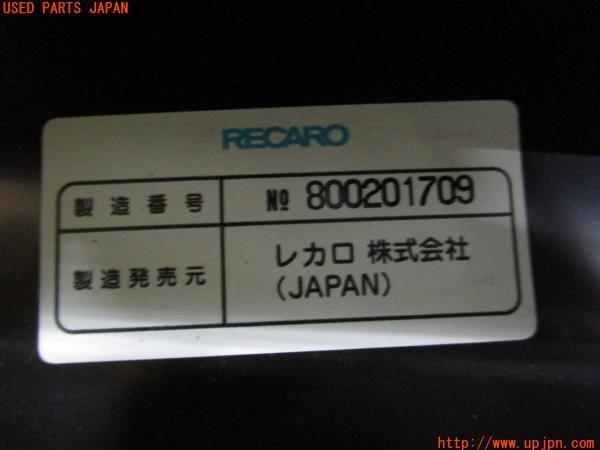 USED PARTS JAPAN
RECARO
製造番号 № 800201709
製造発売元 レカロ 株式会社
(JAPAN)
http://www.upjpn.com